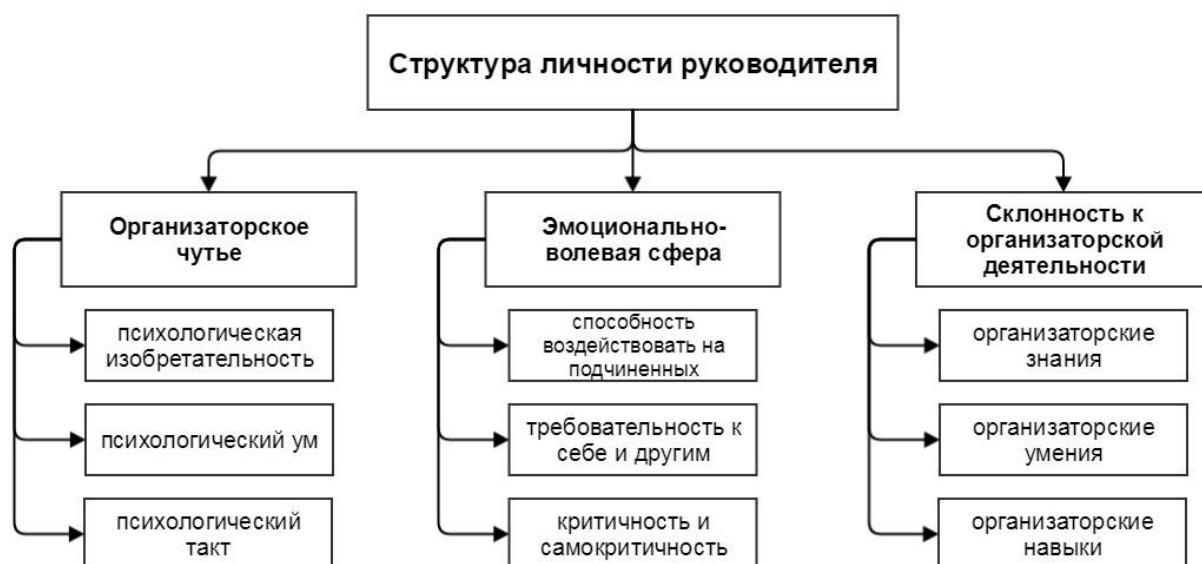 Структура личности руководителя
Организаторское
чутье
психологическая
изобретательность
психологический ум
психологический
такт
Эмоционально-
волевая сфера
способность
воздействовать на
подчиненных
требовательность к
себе и другим
критичность и
самокритичность
Склонность к
организаторской
деятельности
организаторские
знания
организаторские
умения
организаторские
навыки